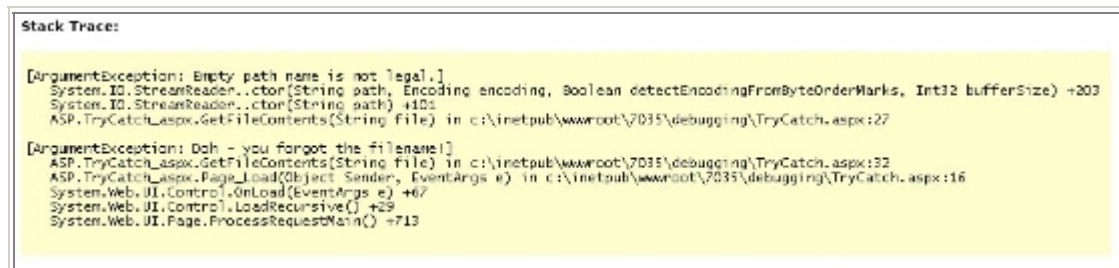 Stack Trace:
[ArgumentException: Empty path name is not legal.]
System.IO.StreamReader..ctor(String path, Encoding encoding, Boolean detectEncodingFromByteOrderMarks, Int32 bufferSize) +203
System.IO.StreamReader..ctor(String path) +101
ASP.TryCatch_aspx.GetFileContents(String file) in c:\inetpub\wwwroot\7035\debugging\TryCatch.aspx:27
[ArgumentException: Doh - you forgot the filename!]
ASP.TryCatch_aspx.GetFileContents(String file) in c:\inetpub\wwwroot\7035\debugging\TryCatch.aspx:32
ASP.TryCatch_aspx.Page_Load(Object Sender, EventArgs e) in c:\inetpub\wwwroot\7035\debugging\TryCatch.aspx:16
System.Web.UI.Control.OnLoad(EventArgs e) +67
System.Web.UI.Control.LoadRecursive() +29
System.Web.UI.Page.ProcessRequestMain() +713